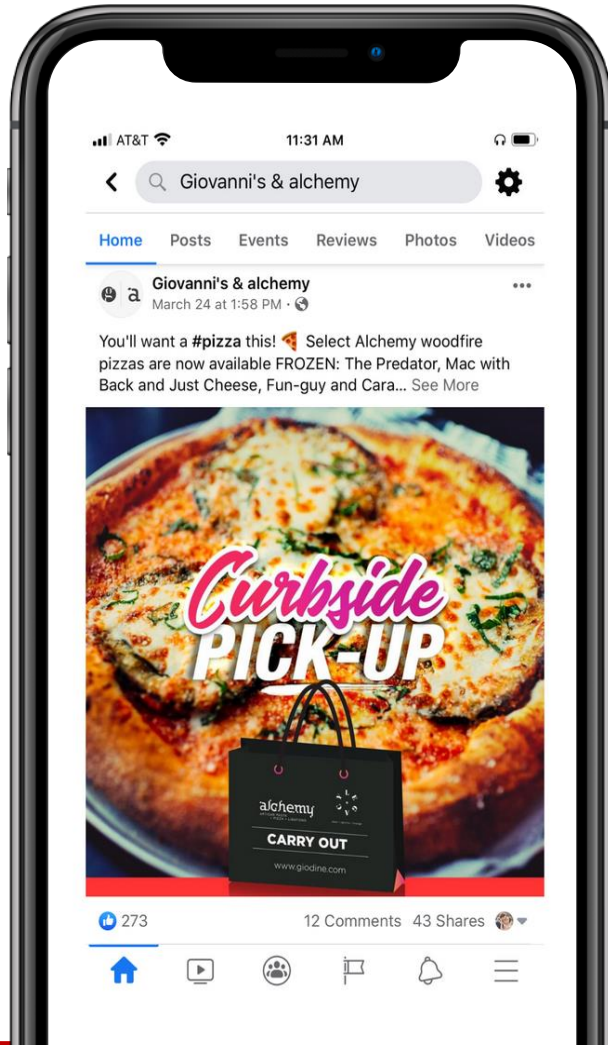 AT&T
11:31 AM
Giovanni's & alchemy
Home Posts Events Reviews Photos Videos
Giovanni's & alchemy
March 24 at 1:58 PM
You'll want a #pizza this! 🍕 Select Alchemy woodfire
pizzas are now available FROZEN: The Predator, Mac with
Back and Just Cheese, Fun-guy and Cara... See More
Curbside
PICK-UP
alchemy
CARRY OUT
www.giodine.com
273
12 Comments 43 Shares